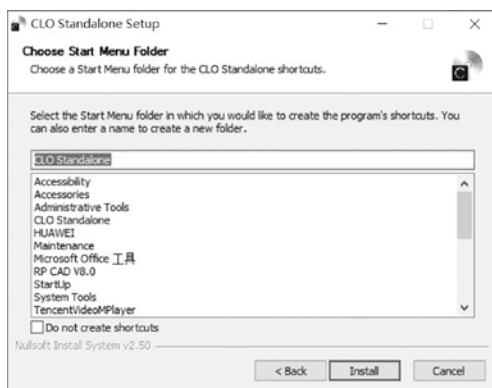 CLO Standalone Setup
Choose Start Menu Folder
Choose a Start Menu folder for the CLO Standalone shortcuts.
C
Select the Start Menu folder in which you would like to create the program's shortcuts. You
can also enter a name to create a new folder.
CLO Standalone
Accessibility
Accessories
Administrative Tools
CLO Standalone
HUAWEI
Maintenance
Microsoft Office 工具
RP CAD V8.0
StartUp
System Tools
TencentVideoMPlayer
Do not create shortcuts
Nullsoft Install System v2.50
< Back
Install
Cancel